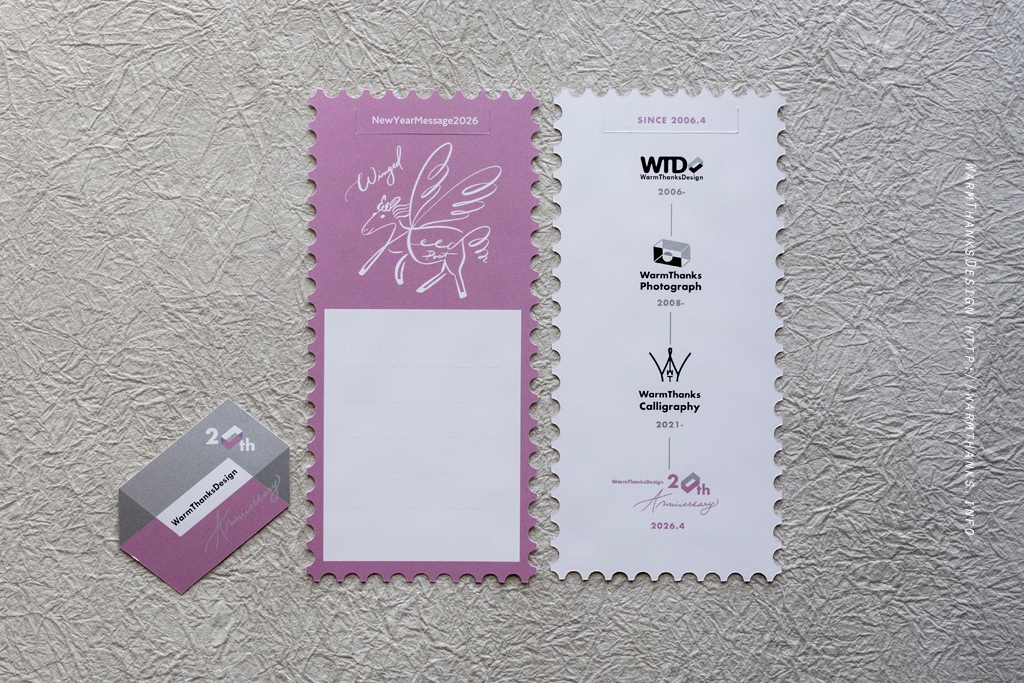 NewYearMessage2026
Winged
Post
SINCE 2006.4
WTD
WarmThanksDesign
2006-
WarmThanks
Photograph
2008-
WarmThanks
Calligraphy
2021-
WarmThanksDesign 20th
Anniversary
2026.4
20th
WarmThanksDesign
Anniversary
WARMTHANKSDESIGN HTTP://WARMTHANKS.INFO